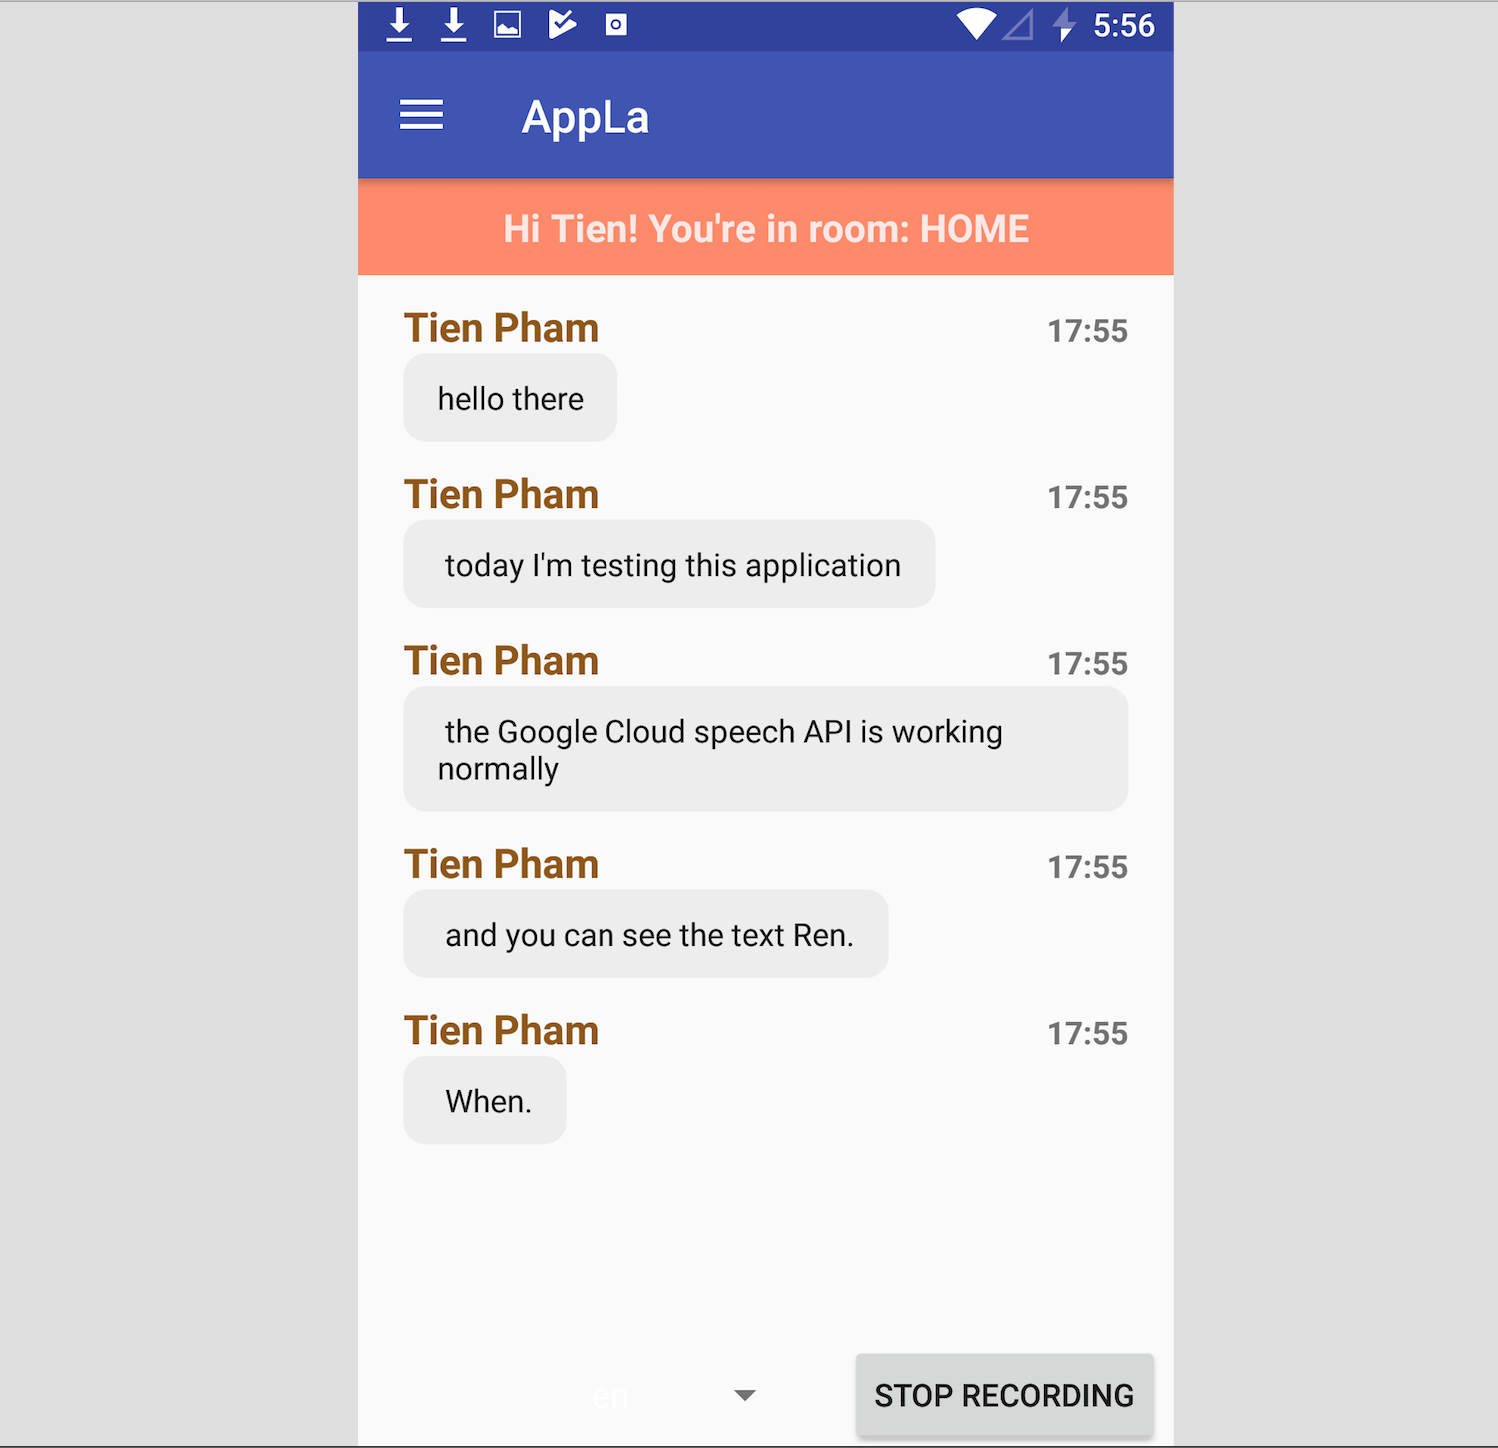 5:56
AppLa
Hi Tien! You're in room: HOME
Tien Pham 17:55
hello there
Tien Pham 17:55
today I'm testing this application
Tien Pham 17:55
the Google Cloud speech API is working
normally
Tien Pham 17:55
and you can see the text Ren.
Tien Pham 17:55
When.
en STOP RECORDING